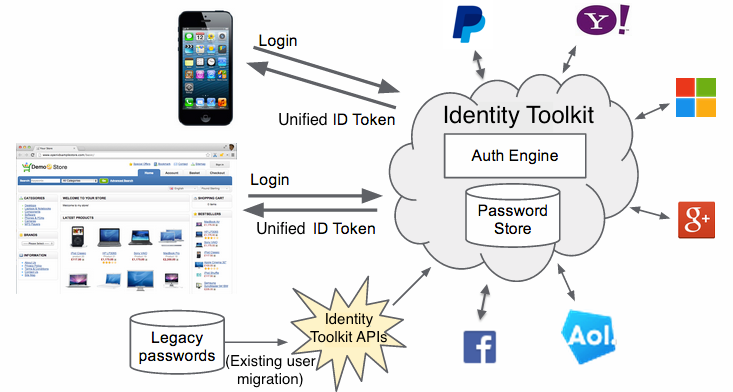 Login
Unified ID Token
Identity Toolkit
Auth Engine
Password
Store
Y!
g+
Aol.
f
Demo Store
Home
CATEGORIES
WELCOME TO YOUR STORE
SHOPPING CART
LATEST PRODUCTS
BESTSELLERS
BRANDS
INFORMATION
Login
Unified ID Token
Legacy
passwords
(Existing user
migration)
Identity
Toolkit APIs